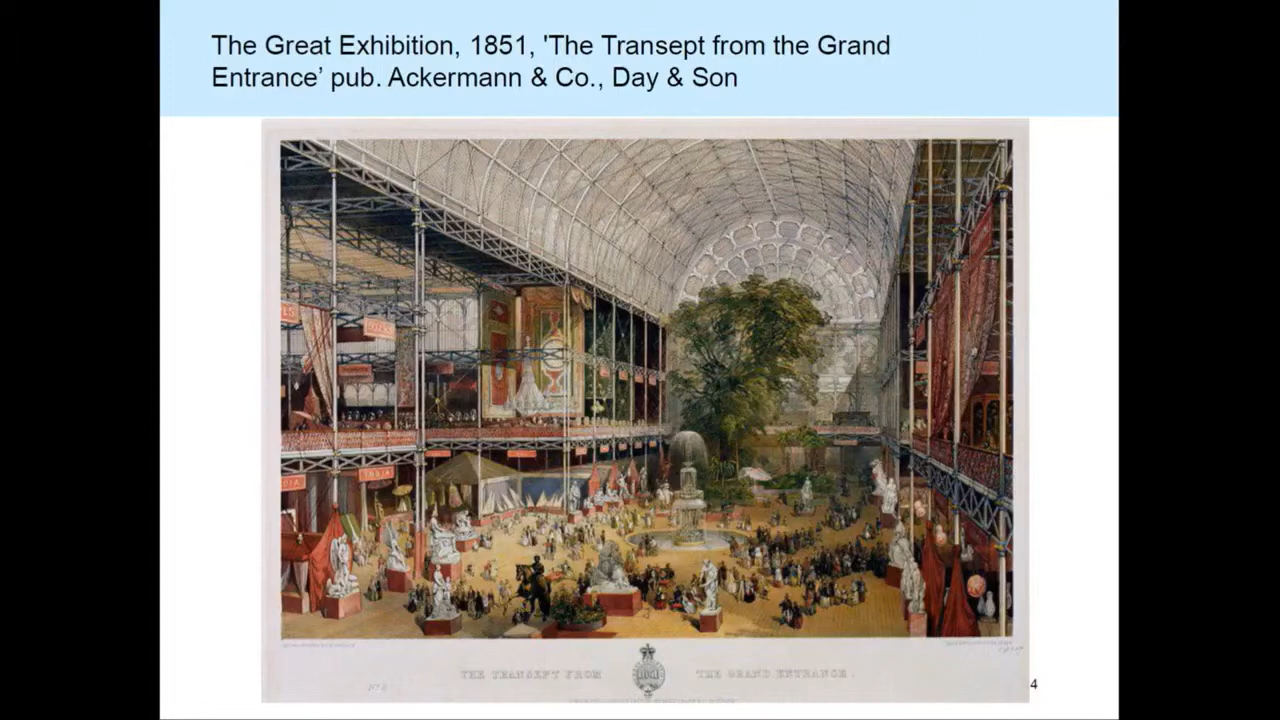 The Great Exhibition, 1851, 'The Transept from the Grand
Entrance’ pub. Ackermann & Co., Day & Son
INDIA
THE TRANSEPT FROM
THE GRAND ENTRANCE.
4